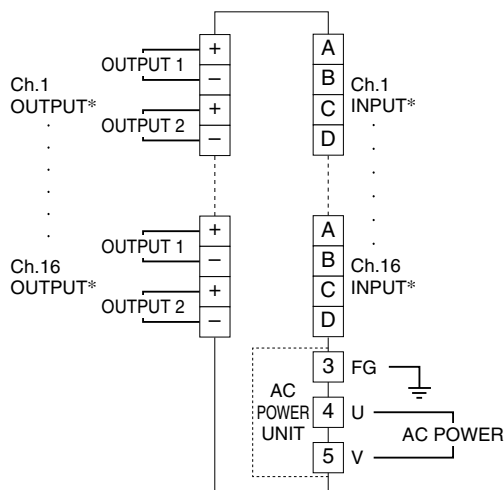 + A
OUTPUT 1
− B
Ch.1 Ch.1
OUTPUT* INPUT*
+ C
OUTPUT 2
− D
+ A
OUTPUT 1
− B
Ch.16 Ch.16
OUTPUT* INPUT*
+ C
OUTPUT 2
− D
3 FG
AC
POWER
UNIT
4 U
AC POWER
5 V